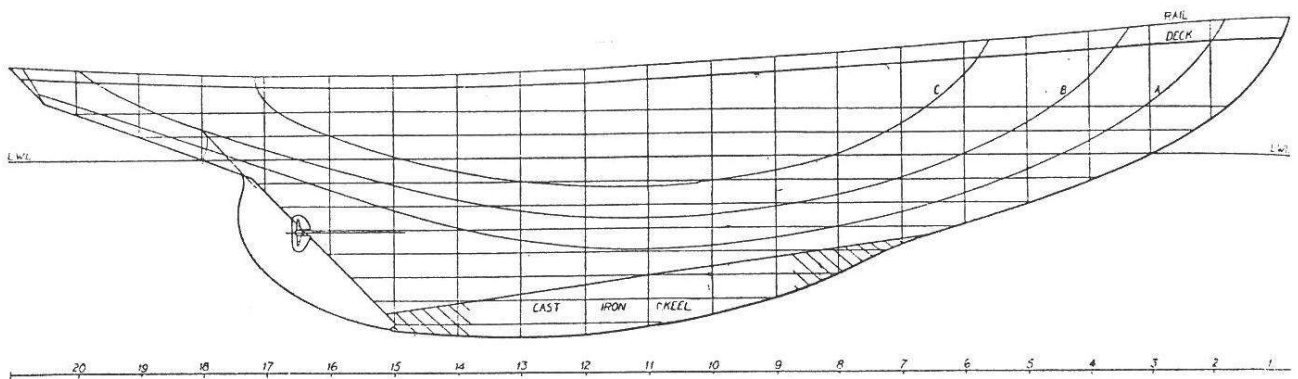 RAIL
DECK
C B A
LWL LWL
CAST IRON KEEL
20 19 18 17 16 15 14 13 12 11 10 9 8 7 6 5 4 3 2 1